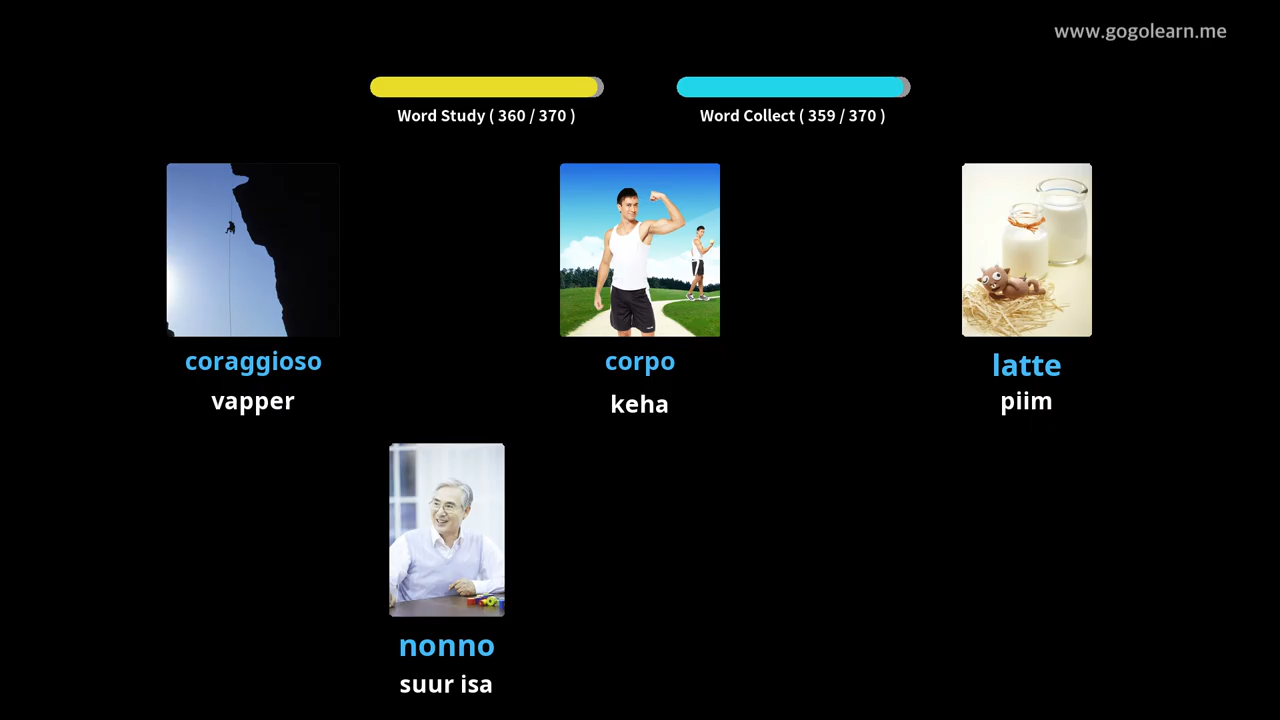 www.gogolearn.me
Word Study ( 360 / 370 )
Word Collect ( 359 / 370 )
coraggioso
vapper
corpo
keha
latte
piim
nonno
suur isa